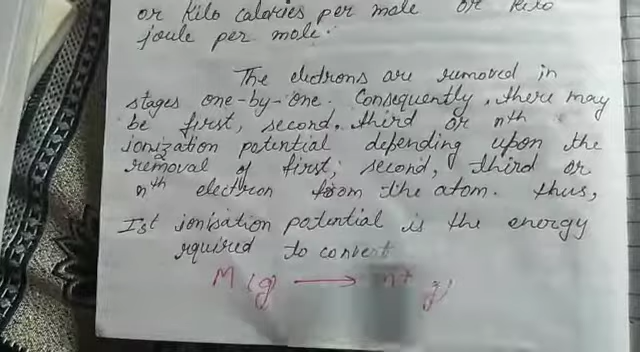 or Kilo calories per mole or Kilo
joule per mole.
The electrons are removed in
stages one-by-one. Consequently, there may
be first, second, third or nth
ionization potential depending upon the
removal of first, second, third or
nth electron from the atom. Thus,
Ist ionisation potential is the energy
required to convert
M (g) → (g)